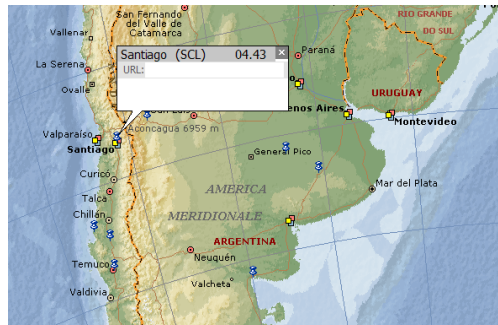 San Fernando
del Valle de
Catamarca
RIO GRANDE
DO SUL
Vallenar
La Serena
Ovalle
Santiago (SCL) 04.43
URL:
Paraná
URUGUAY
enos Aires
Montevideo
Aconcagua 6959 m
Valparaíso
Santiago
General Pico
Curicó
Talca
Mar del Plata
AMERICA
MERIDIONALE
Chillán
ARGENTINA
Temuco
Neuquén
Valcheta
Valdivia